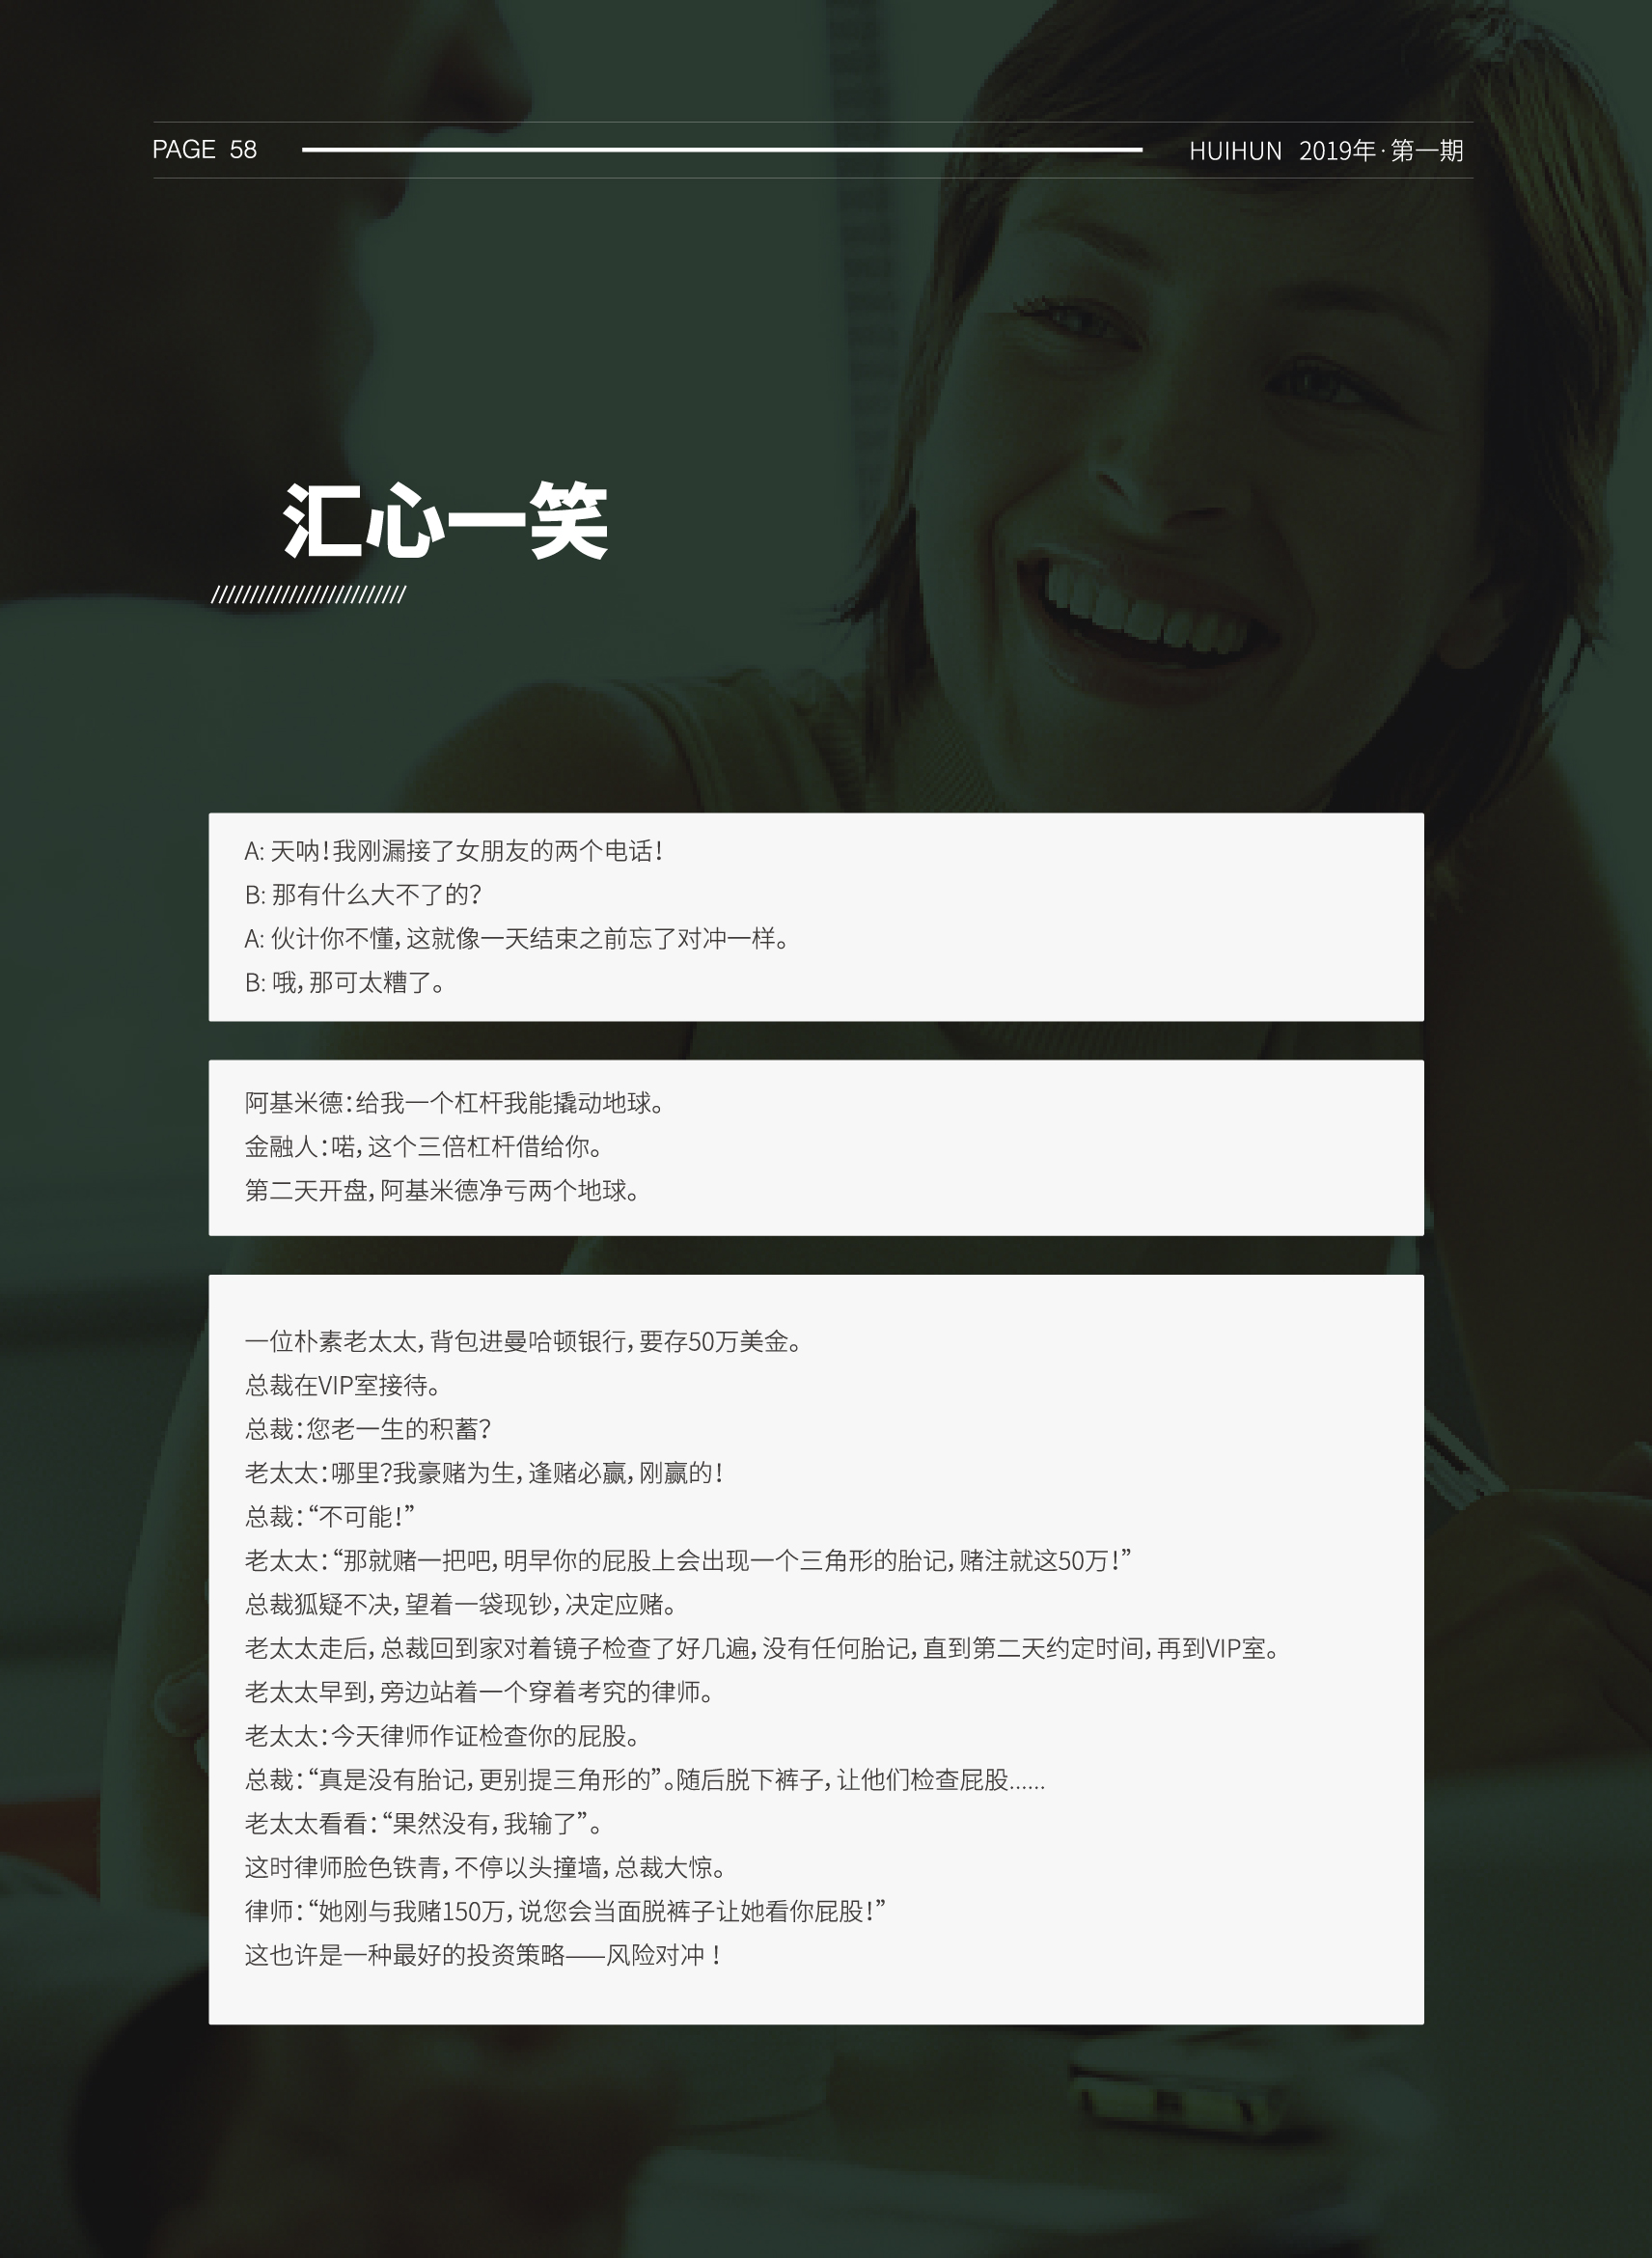 PAGE 58
HUIHUN 2019年·第一期
汇心一笑
A: 天呐！我刚漏接了女朋友的两个电话！
B: 那有什么大不了的？
A: 伙计你不懂，这就像一天结束之前忘了对冲一样。
B: 哦，那可太糟了。
阿基米德：给我一个杠杆我能撬动地球。
金融人：喏，这个三倍杠杆借给你。
第二天开盘，阿基米德净亏两个地球。
一位朴素老太太，背包进曼哈顿银行，要存50万美金。
总裁在VIP室接待。
总裁：您老一生的积蓄？
老太太：哪里？我豪赌为生，逢赌必赢，刚赢的！
总裁：“不可能！”
老太太：“那就赌一把吧，明早你的屁股上会出现一个三角形的胎记，赌注就这50万！”
总裁狐疑不决，望着一袋现钞，决定应赌。
老太太走后，总裁回到家对着镜子检查了好几遍，没有任何胎记，直到第二天约定时间，再到VIP室。
老太太早到，旁边站着一个穿着考究的律师。
老太太：今天律师作证检查你的屁股。
总裁：“真是没有胎记，更别提三角形的”。随后脱下裤子，让他们检查屁股......
老太太看看：“果然没有，我输了”。
这时律师脸色铁青，不停以头撞墙，总裁大惊。
律师：“她刚与我赌150万，说您会当面脱裤子让她看你屁股！”
这也许是一种最好的投资策略——风险对冲 ！